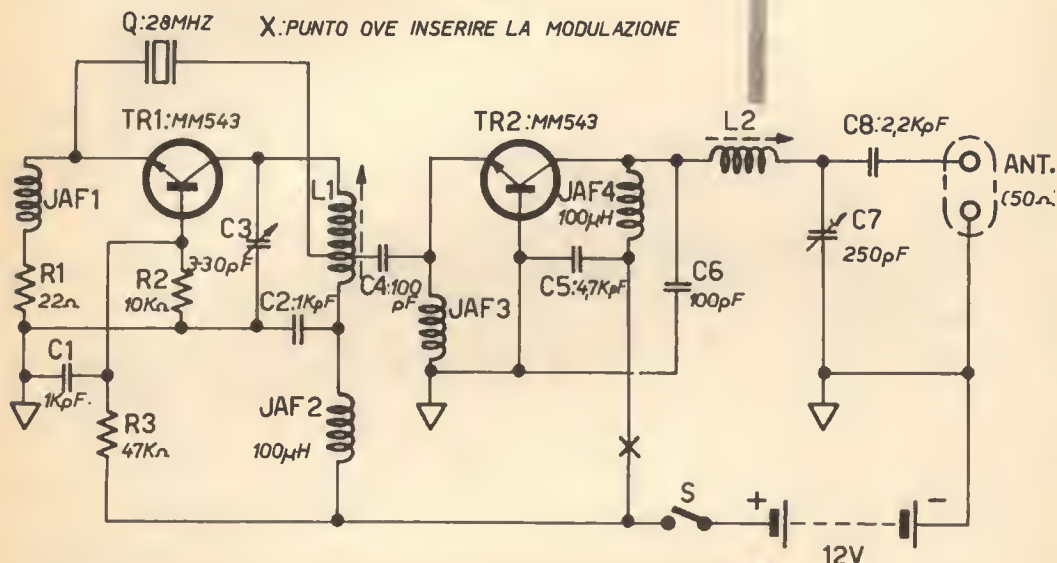 Q:28MHZ
X:PUNTO OVE INSERIRE LA MODULAZIONE
TR1:MM543
TR2:MM543
L2
C8:2,2KpF
ANT.
(50Ω)
JAF1
L1
JAF4
100µH
C3
3-30pF
C7
250pF
R1
22Ω
R2
10KΩ
C2:1KpF
C4:100
pF
JAF3
C5:4,7KpF
C6
100pF
C1
1KpF.
R3
47KΩ
JAF2
100µH
X
S
+
-
12V